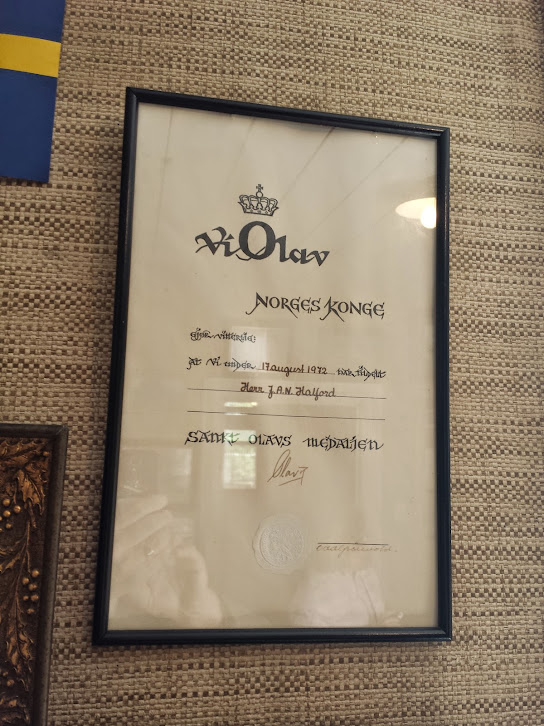 Vi Olav
NORGES KONGE
gjør vitterlig:
at vi under 17 august 1972 har tildelt
Herr J.A.N. Halford
SANKT OLAVS MEDALJEN
Olav R